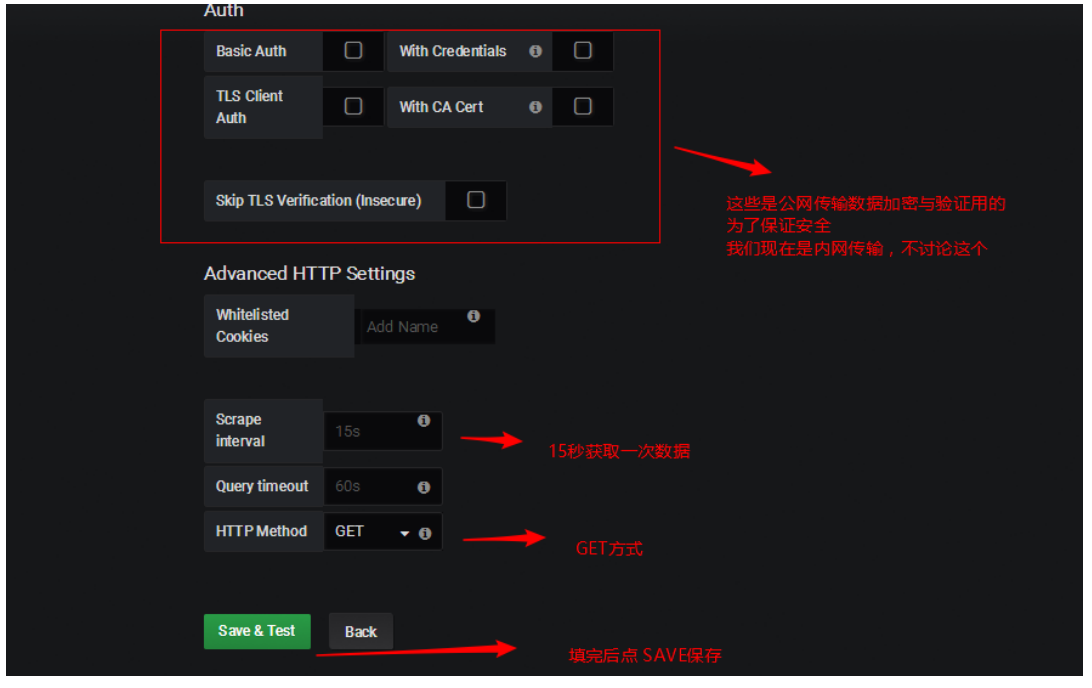 Auth
Basic Auth
With Credentials
TLS Client
Auth
With CA Cert
Skip TLS Verification (Insecure)
这些是公网传输数据加密与验证用的
为了保证安全
我们现在是内网传输，不讨论这个
Advanced HTTP Settings
Whitelisted
Cookies
Add Name
Scrape
interval
15s
15秒获取一次数据
Query timeout
60s
HTTP Method
GET
GET方式
Save & Test
Back
填完后点 SAVE保存